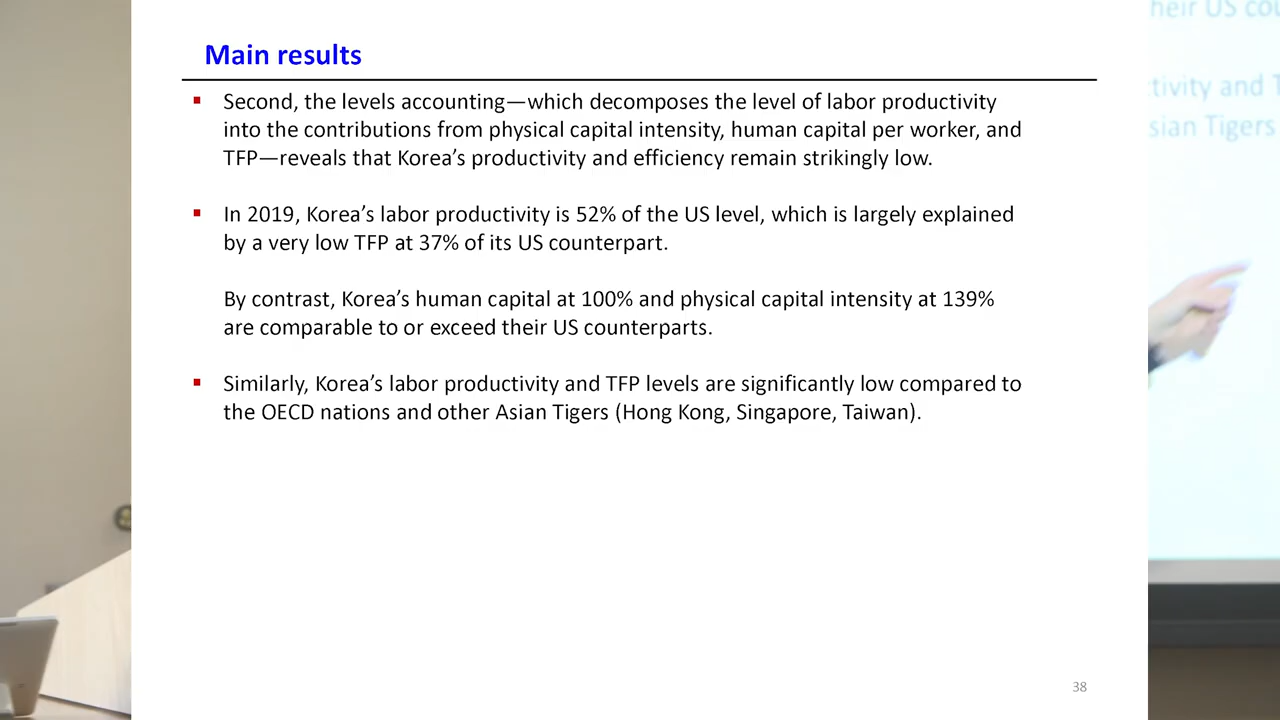 Main results
▪ Second, the levels accounting—which decomposes the level of labor productivity
into the contributions from physical capital intensity, human capital per worker, and
TFP—reveals that Korea's productivity and efficiency remain strikingly low.
▪ In 2019, Korea's labor productivity is 52% of the US level, which is largely explained
by a very low TFP at 37% of its US counterpart.
By contrast, Korea's human capital at 100% and physical capital intensity at 139%
are comparable to or exceed their US counterparts.
▪ Similarly, Korea's labor productivity and TFP levels are significantly low compared to
the OECD nations and other Asian Tigers (Hong Kong, Singapore, Taiwan).
38
US
and
Tigers